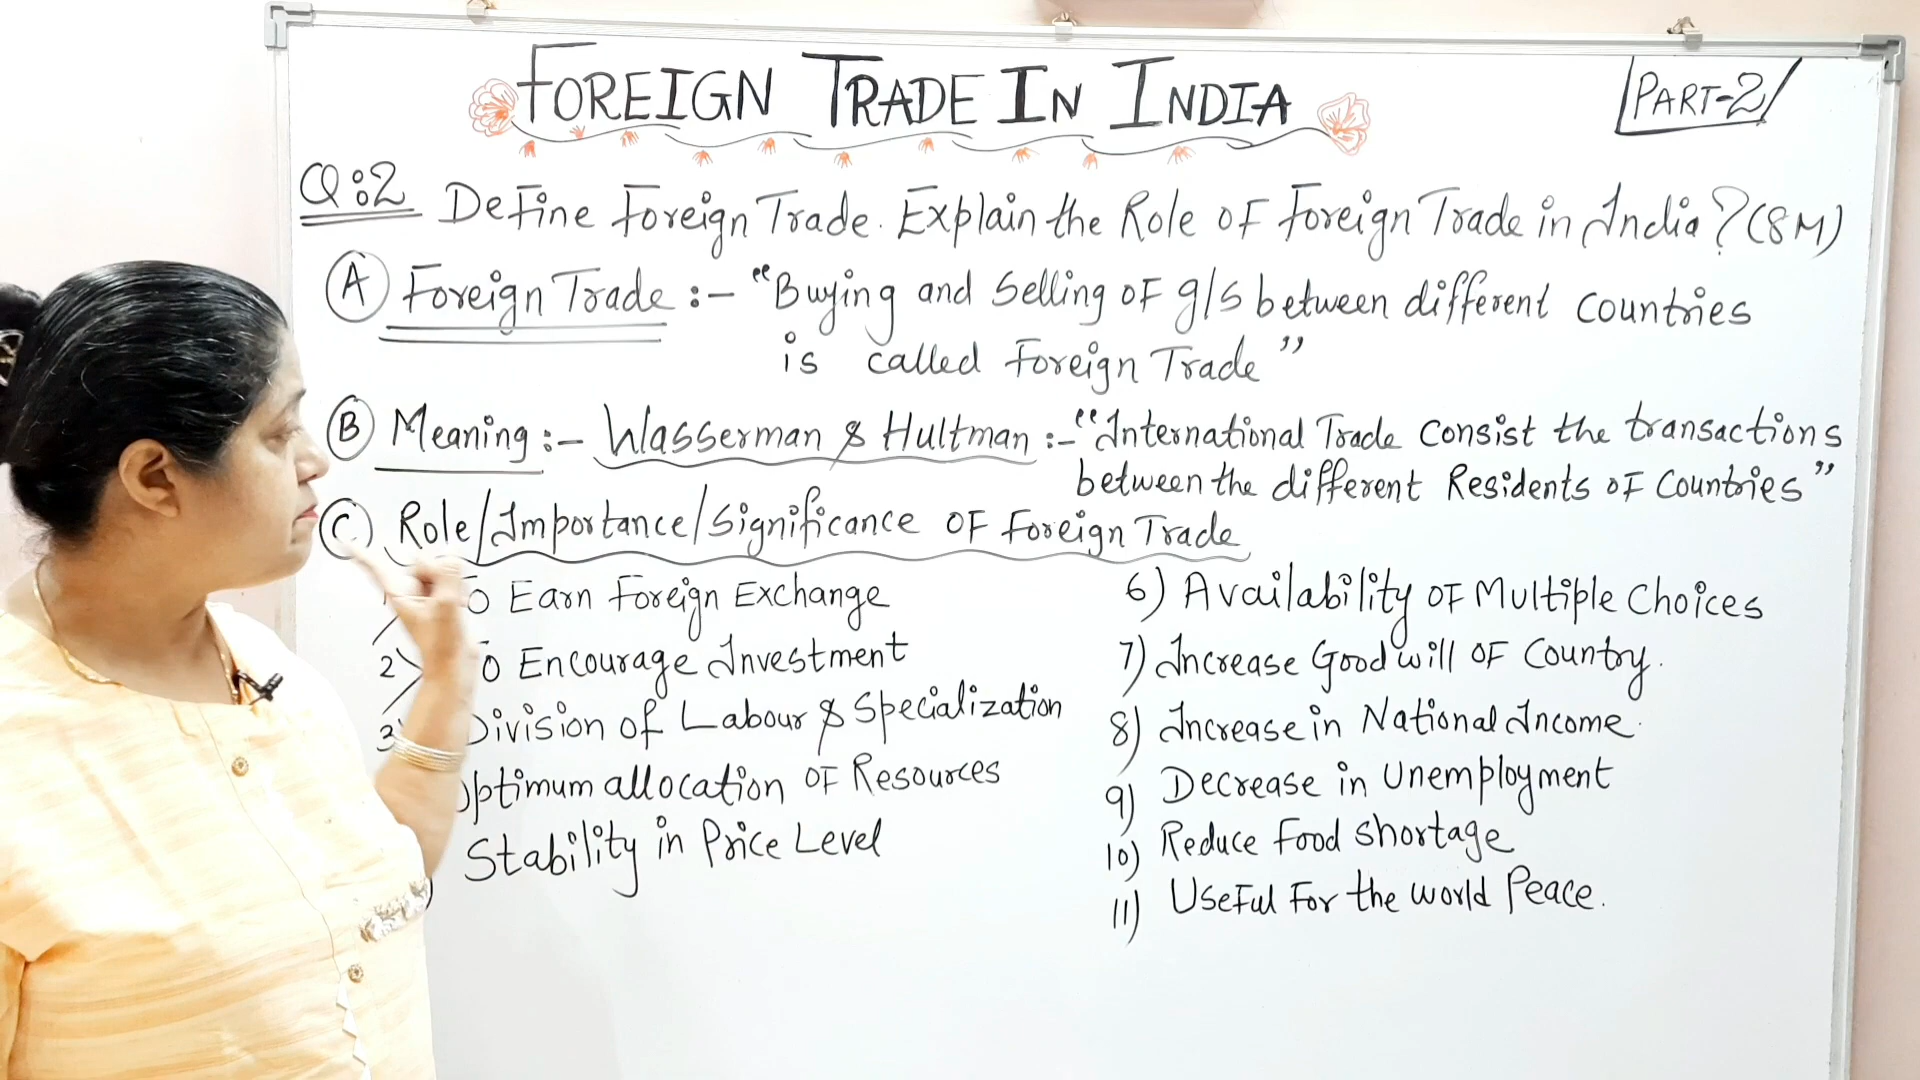 FOREIGN TRADE IN INDIA
PART-2
Q:2 Define Foreign Trade. Explain the Role of Foreign Trade in India? (8M)
A Foreign Trade :- "Buying and Selling of g/s between different countries
is called Foreign Trade"
B Meaning :- Wasserman & Hultman :- "International Trade consist the transactions
between the different Residents of Countries"
C Role/Importance/Significance of Foreign Trade
To Earn Foreign Exchange
2) To Encourage Investment
3) Division of Labour & Specialization
Optimum allocation of Resources
Stability in Price Level
6) Availability of Multiple Choices
7) Increase Goodwill of Country.
8) Increase in National Income.
9) Decrease in Unemployment
10) Reduce Food Shortage
11) Useful For the world Peace.